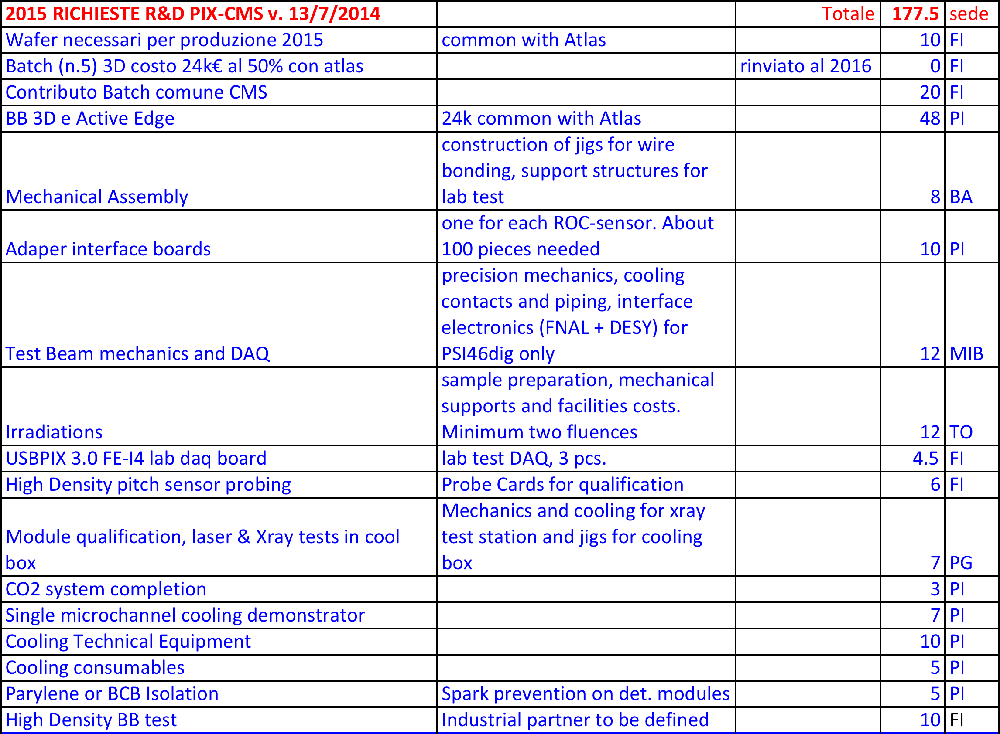 2015 RICHIESTE R&D PIX-CMS v. 13/7/2014 Totale 177.5 sede
Wafer necessari per produzione 2015 common with Atlas 10 FI
Batch (n.5) 3D costo 24k€ al 50% con atlas rinviato al 2016 0 FI
Contributo Batch comune CMS 20 FI
BB 3D e Active Edge 24k common with Atlas 48 PI
construction of jigs for wire
bonding, support structures for
Mechanical Assembly lab test 8 BA
one for each ROC-sensor. About
Adaper interface boards 100 pieces needed 10 PI
precision mechanics, cooling
contacts and piping, interface
electronics (FNAL + DESY) for
Test Beam mechanics and DAQ PSI46dig only 12 MIB
sample preparation, mechanical
supports and facilities costs.
Irradiations Minimum two fluences 12 TO
USBPIX 3.0 FE-I4 lab daq board lab test DAQ, 3 pcs. 4.5 FI
High Density pitch sensor probing Probe Cards for qualification 6 FI
Mechanics and cooling for xray
Module qualification, laser & Xray tests in cool test station and jigs for cooling
box box 7 PG
CO2 system completion 3 PI
Single microchannel cooling demonstrator 7 PI
Cooling Technical Equipment 10 PI
Cooling consumables 5 PI
Parylene or BCB Isolation Spark prevention on det. modules 5 PI
High Density BB test Industrial partner to be defined 10 FI